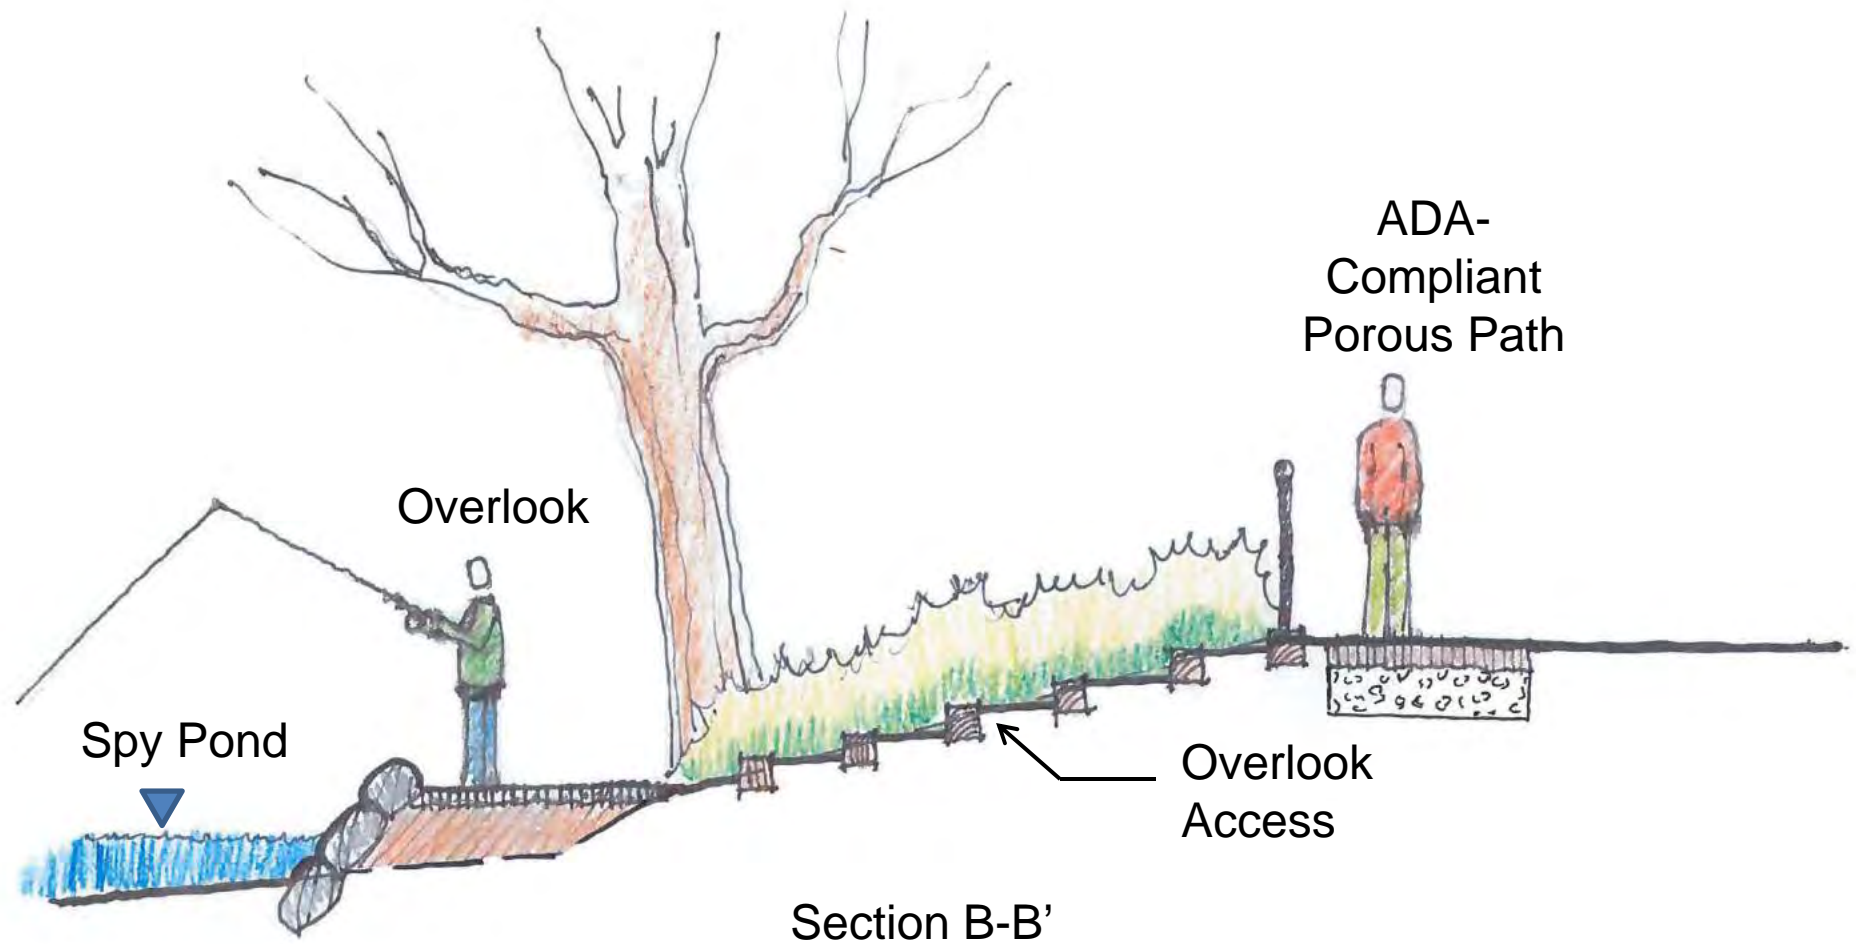 ADA-
Compliant
Porous Path
Overlook
Spy Pond
Overlook
Access
Section B-B’